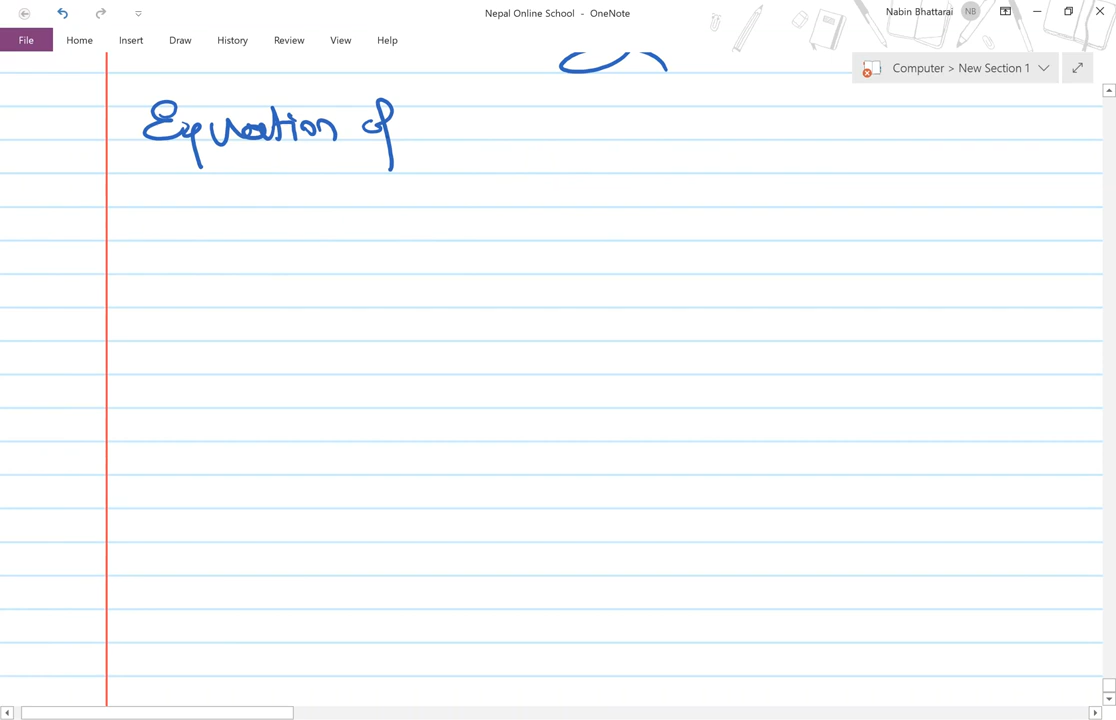 Nepal Online School - OneNote
Nabin Bhattarai NB
File Home Insert Draw History Review View Help
Computer > New Section 1
Equation of